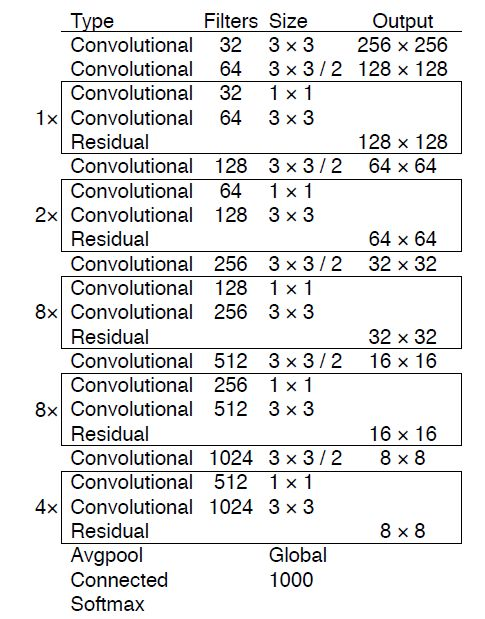 Type Filters Size Output
Convolutional 32 3 × 3 256 × 256
Convolutional 64 3 × 3 / 2 128 × 128
Convolutional 32 1 × 1
1× Convolutional 64 3 × 3
Residual 128 × 128
Convolutional 128 3 × 3 / 2 64 × 64
Convolutional 64 1 × 1
2× Convolutional 128 3 × 3
Residual 64 × 64
Convolutional 256 3 × 3 / 2 32 × 32
Convolutional 128 1 × 1
8× Convolutional 256 3 × 3
Residual 32 × 32
Convolutional 512 3 × 3 / 2 16 × 16
Convolutional 256 1 × 1
8× Convolutional 512 3 × 3
Residual 16 × 16
Convolutional 1024 3 × 3 / 2 8 × 8
Convolutional 512 1 × 1
4× Convolutional 1024 3 × 3
Residual 8 × 8
Avgpool Global
Connected 1000
Softmax